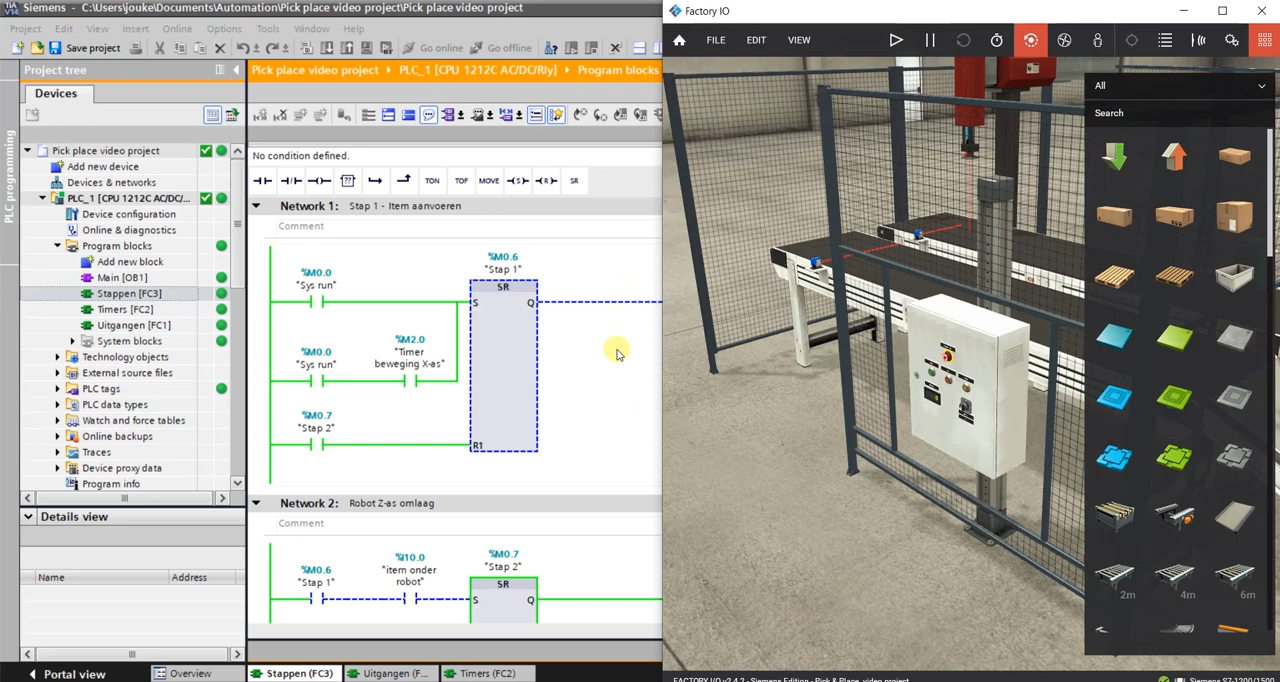 TIA V14 Siemens - C:\Users\jouke\Documents\Automation\Pick place video project\Pick place video project
Project Edit View Insert Online Options Tools Window Help
Save project Go online Go offline
Project tree
Devices
PLC programming
Pick place video project
Add new device
Devices & networks
PLC_1 [CPU 1212C AC/DC/...
Device configuration
Online & diagnostics
Program blocks
Add new block
Main [OB1]
Stappen [FC3]
Timers [FC2]
Uitgangen [FC1]
System blocks
Technology objects
External source files
PLC tags
PLC data types
Watch and force tables
Online backups
Traces
Device proxy data
Program info
Details view
Name Address
Portal view
Overview
Pick place video project PLC_1 [CPU 1212C AC/DC/Rly] Program blocks
No condition defined.
TON TOF MOVE (S) (R) SR
Network 1: Stap 1 - Item aanvoeren
Comment
%M0.6
"Stap 1"
%M0.0
"Sys run"
SR
S Q
%M0.0
"Sys run"
%M2.0
"Timer
beweging X-as"
%M0.7
"Stap 2"
R1
Network 2: Robot Z-as omlaag
Comment
%M0.7
"Stap 2"
%M0.6
"Stap 1"
%I10.0
"item onder
robot"
SR
S Q
Stappen (FC3) Uitgangen (F... Timers (FC2)
Factory IO
FILE EDIT VIEW
All
Search
2m 4m 6m
FACTORY I/O v2.4.2 - Siemens Edition - Pick & Place video project
Siemens S7-1200/1500